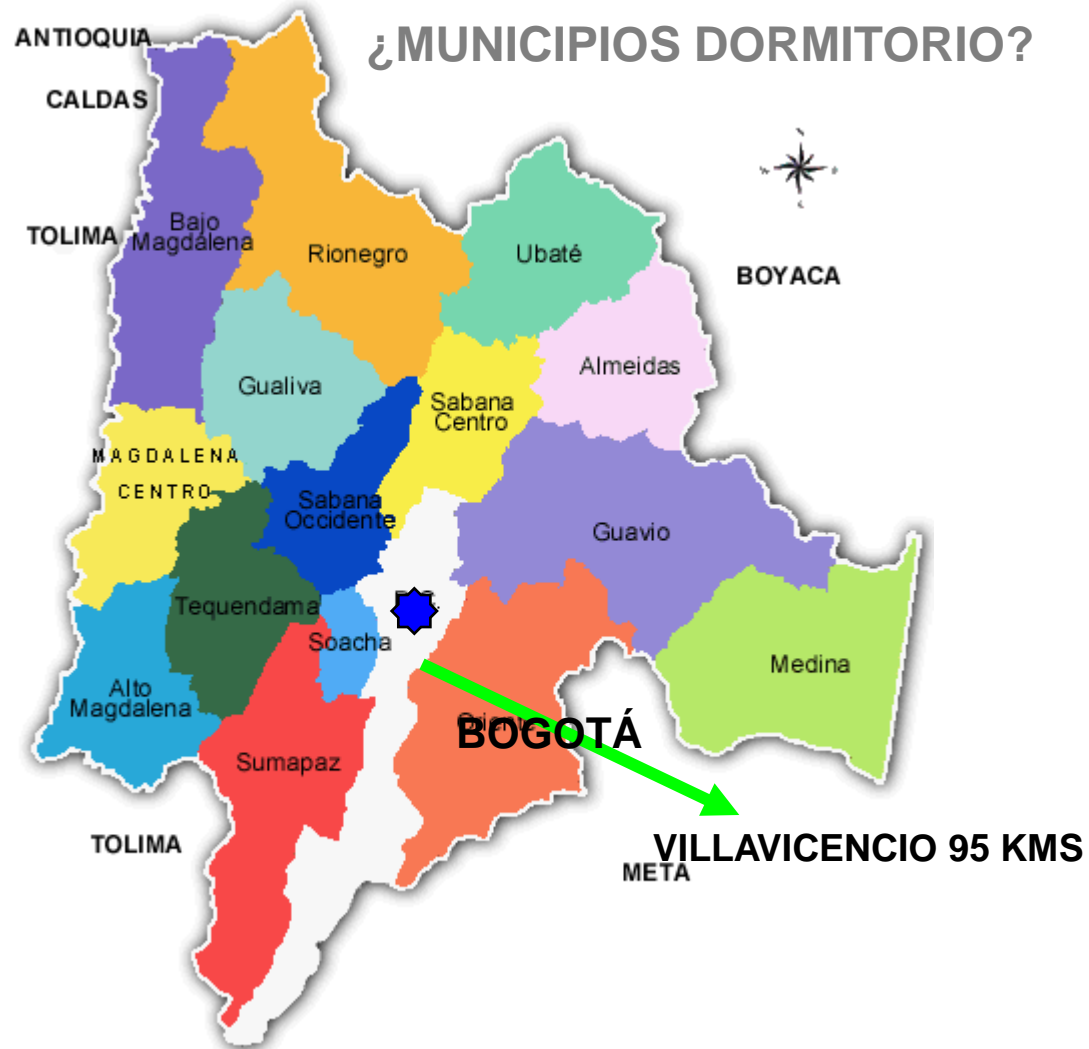 ¿MUNICIPIOS DORMITORIO?
ANTIOQUIA
CALDAS
TOLIMA
Bajo
Magdalena
Rionegro
Ubaté
BOYACA
Gualiva
Almeidas
Sabana
Centro
MAGDALENA
CENTRO
Sabana
Occidente
Guavio
Tequendama
Soacha
Medina
Alto
Magdalena
Oriente
BOGOTÁ
Sumapaz
TOLIMA
VILLAVICENCIO 95 KMS
META